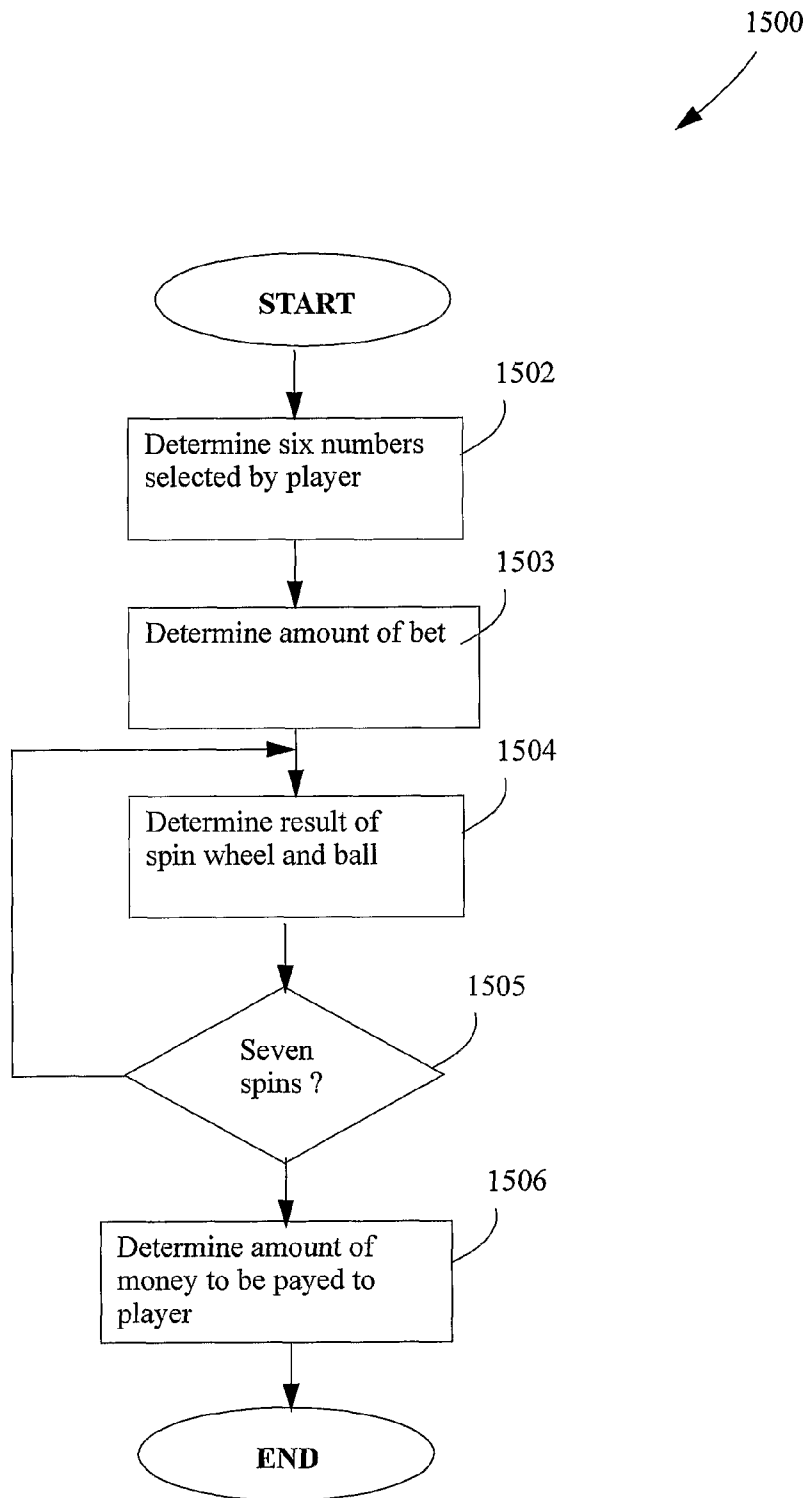 1500
START
1502
Determine six numbers
selected by player
1503
Determine amount of bet
1504
Determine result of
spin wheel and ball
1505
Seven
spins ?
1506
Determine amount of
money to be payed to
player
END